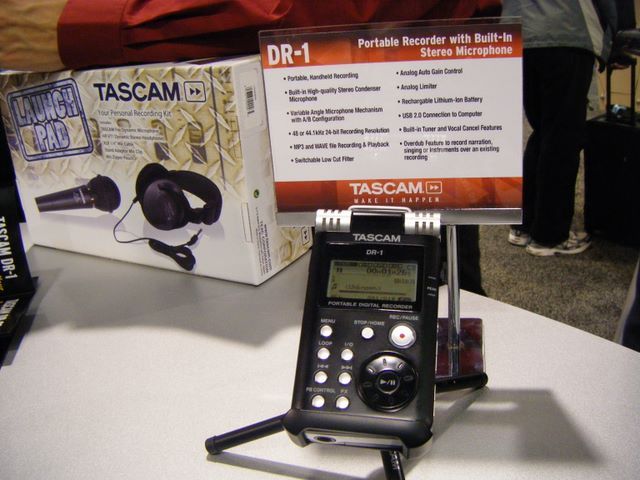 DR-1
Portable Recorder with Built-In
Stereo Microphone
• Portable, Handheld Recording
• Built-in High-quality Stereo Condenser
Microphone
• Variable Angle Microphone Mechanism
with A/B Configuration
• 48 or 44.1kHz 24-bit Recording Resolution
• MP3 and WAVE file Recording & Playback
• Switchable Low Cut Filter
• Analog Auto Gain Control
• Analog Limiter
• Rechargable Lithium-Ion Battery
• USB 2.0 Connection to Computer
• Built-in Tuner and Vocal Cancel Features
• Overdub Feature to record narration,
singing or instruments over an existing
recording
TASCAM
MAKE IT HAPPEN
LAUNCH
PAD
TASCAM
Your Personal Recording Kit
TASCAM DR-1
TASCAM
DR-1
PORTABLE DIGITAL RECORDER
PEAK
MENU
STOP/HOME
REC/PAUSE
LOOP
I/O
PB CONTROL
FX